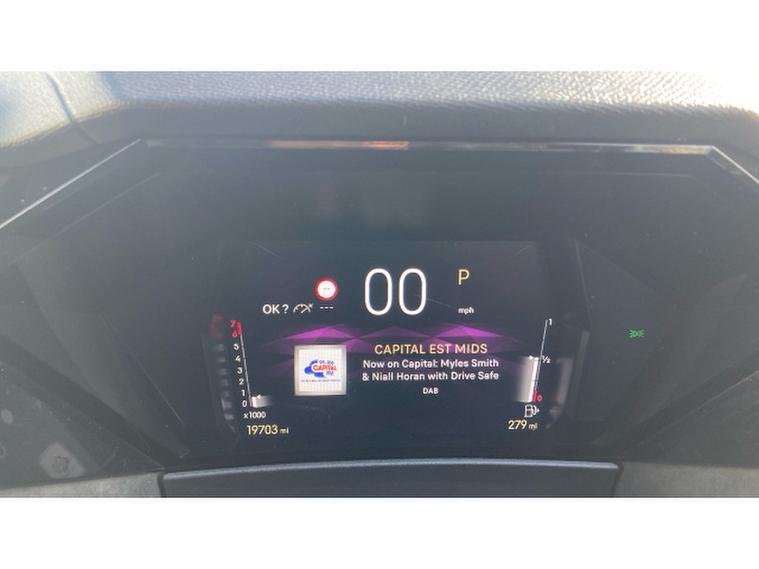 00
P
mph
OK ?
---
7
6
5
4
3
2
1
0
x1000
19703 mi
CAPITAL EST MIDS
Now on Capital: Myles Smith
& Niall Horan with Drive Safe
DAB
CAPITAL
FM
1
½
0
279 mi